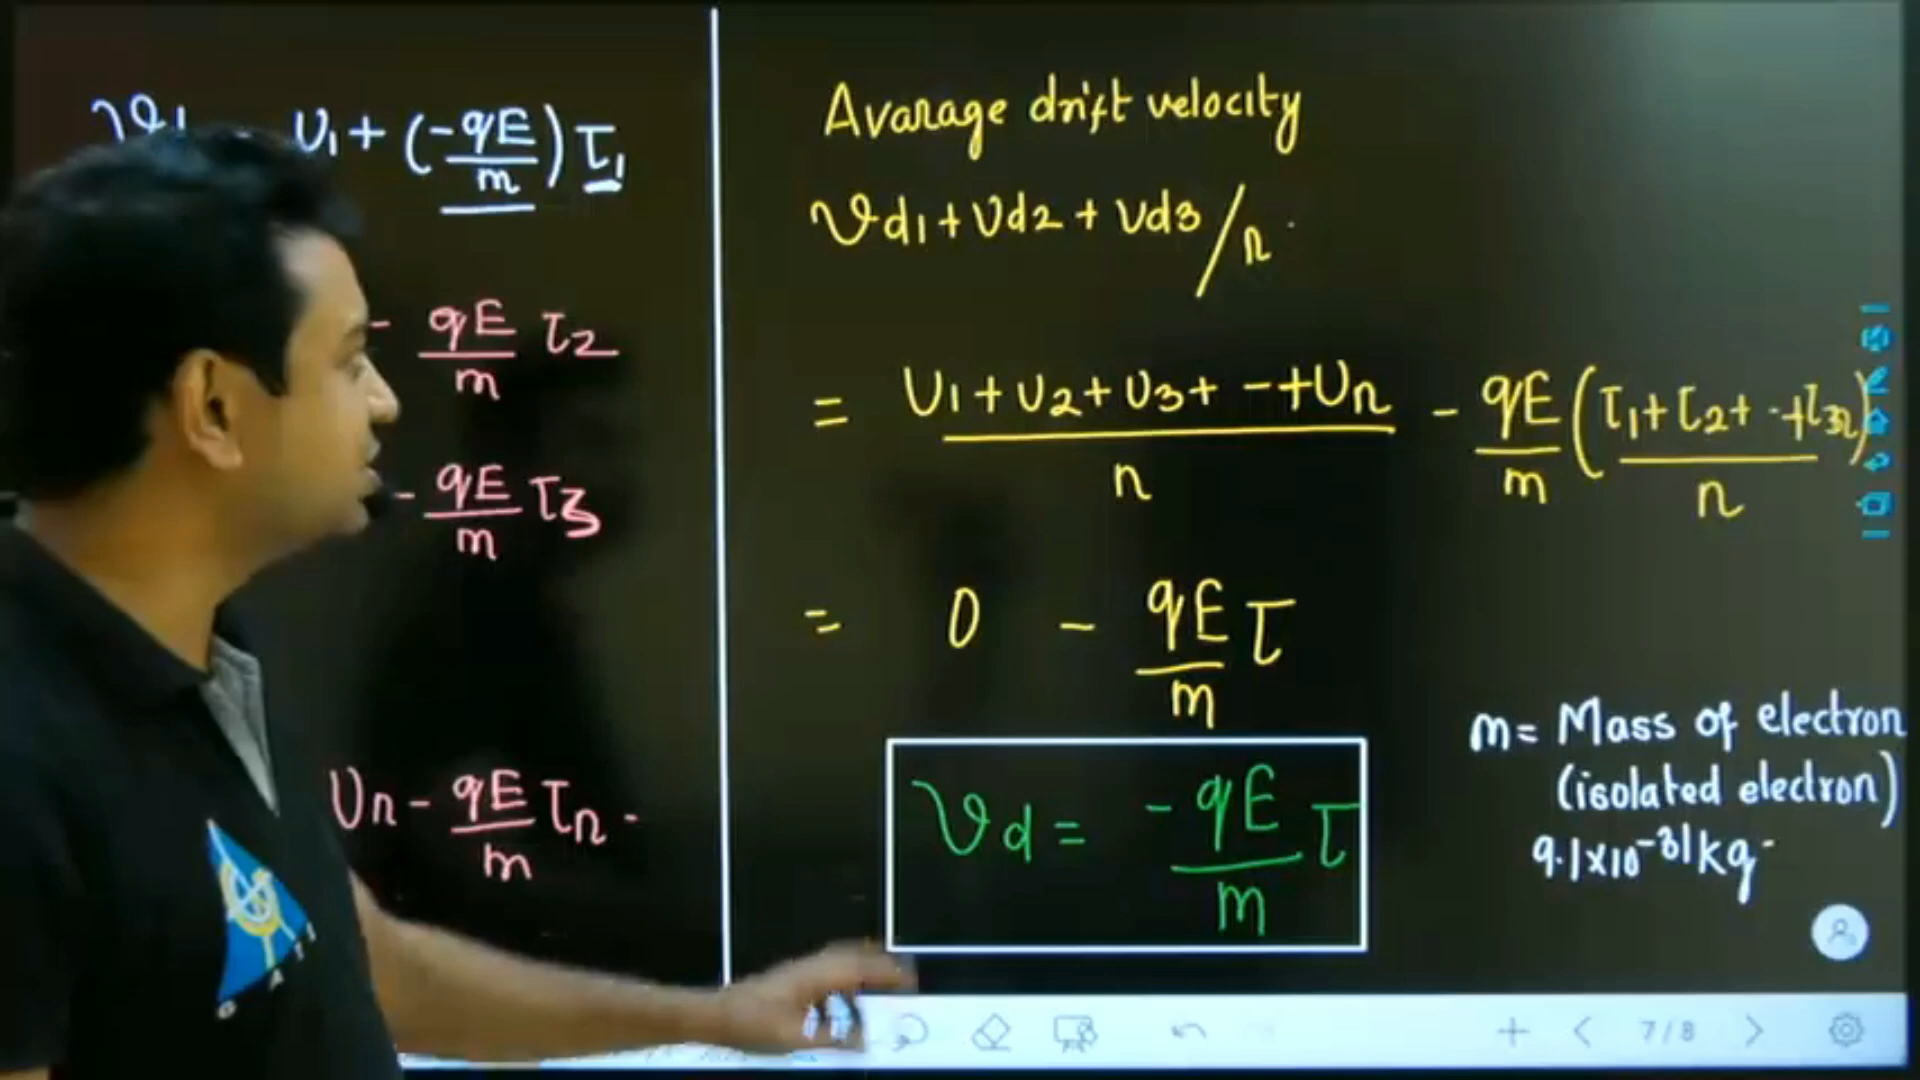 v1 = U1 + (-qE/m) τ1
- qE/m τ2
- qE/m τ3
Un - qE/m τn -
Avarage drift velocity
Vd1 + Vd2 + Vd3 / n
= U1 + U2 + U3 + - + Un / n - qE/m (τ1 + τ2 + - + τ3n / n)
= 0 - qE/m τ
Vd = -qE/m τ
m = Mass of electron
(isolated electron)
9.1×10-31 kg
7/8